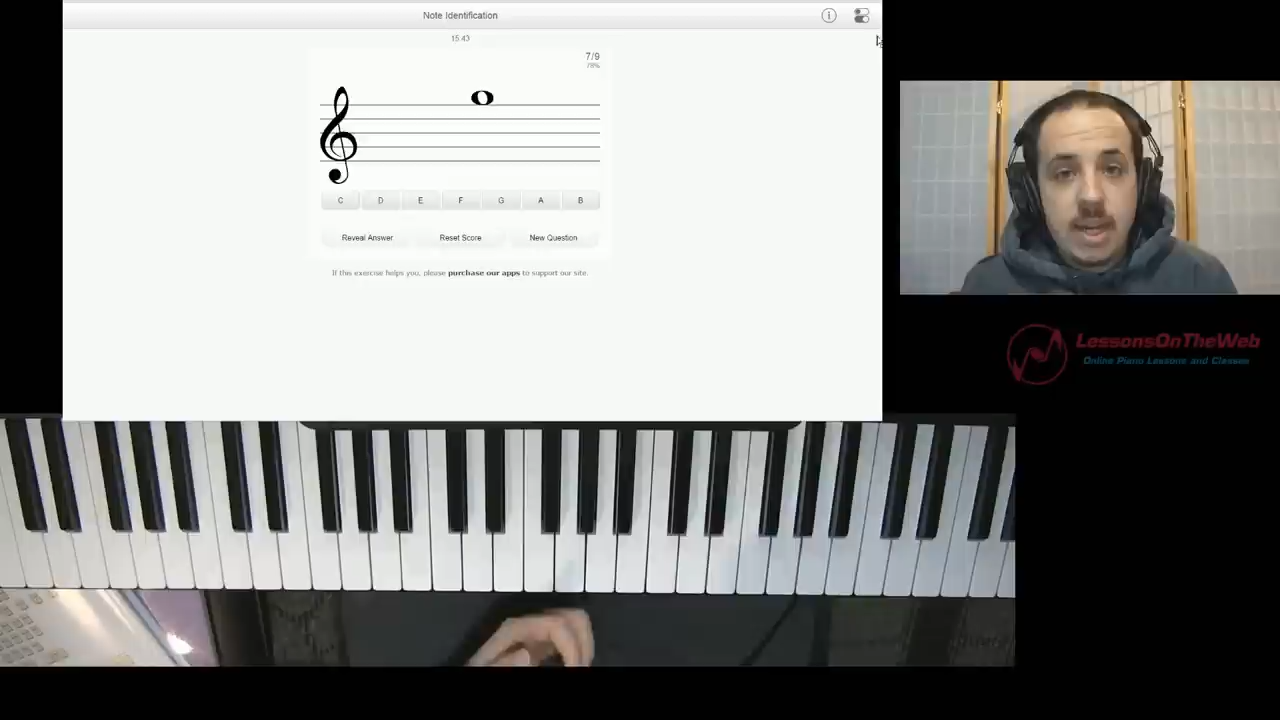 Note Identification
15:43
7/9
78%
C D E F G A B
Reveal Answer Reset Score New Question
If this exercise helps you, please purchase our apps to support our site.
LessonsOnTheWeb
Online Piano Lessons and Classes